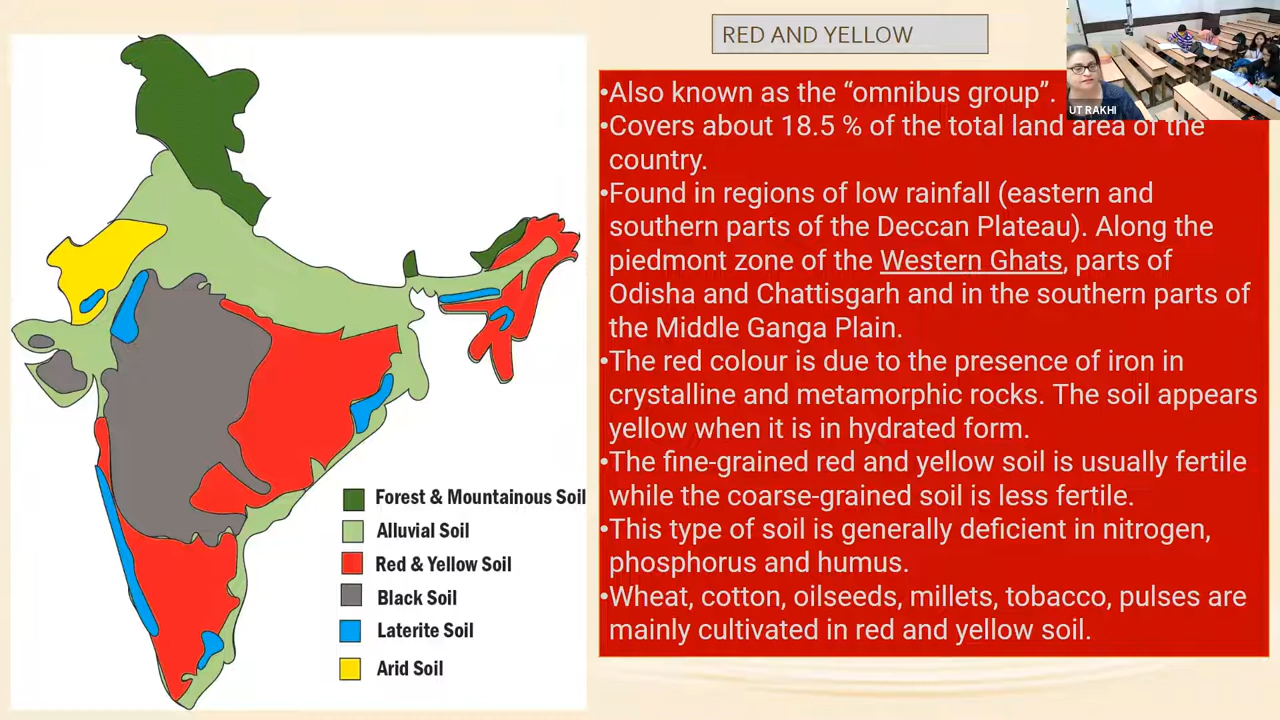 RED AND YELLOW
UT RAKHI
•Also known as the “omnibus group”.
•Covers about 18.5 % of the total land area of the
country.
•Found in regions of low rainfall (eastern and
southern parts of the Deccan Plateau). Along the
piedmont zone of the Western Ghats, parts of
Odisha and Chattisgarh and in the southern parts of
the Middle Ganga Plain.
•The red colour is due to the presence of iron in
crystalline and metamorphic rocks. The soil appears
yellow when it is in hydrated form.
•The fine-grained red and yellow soil is usually fertile
while the coarse-grained soil is less fertile.
•This type of soil is generally deficient in nitrogen,
phosphorus and humus.
•Wheat, cotton, oilseeds, millets, tobacco, pulses are
mainly cultivated in red and yellow soil.
Forest & Mountainous Soil
Alluvial Soil
Red & Yellow Soil
Black Soil
Laterite Soil
Arid Soil